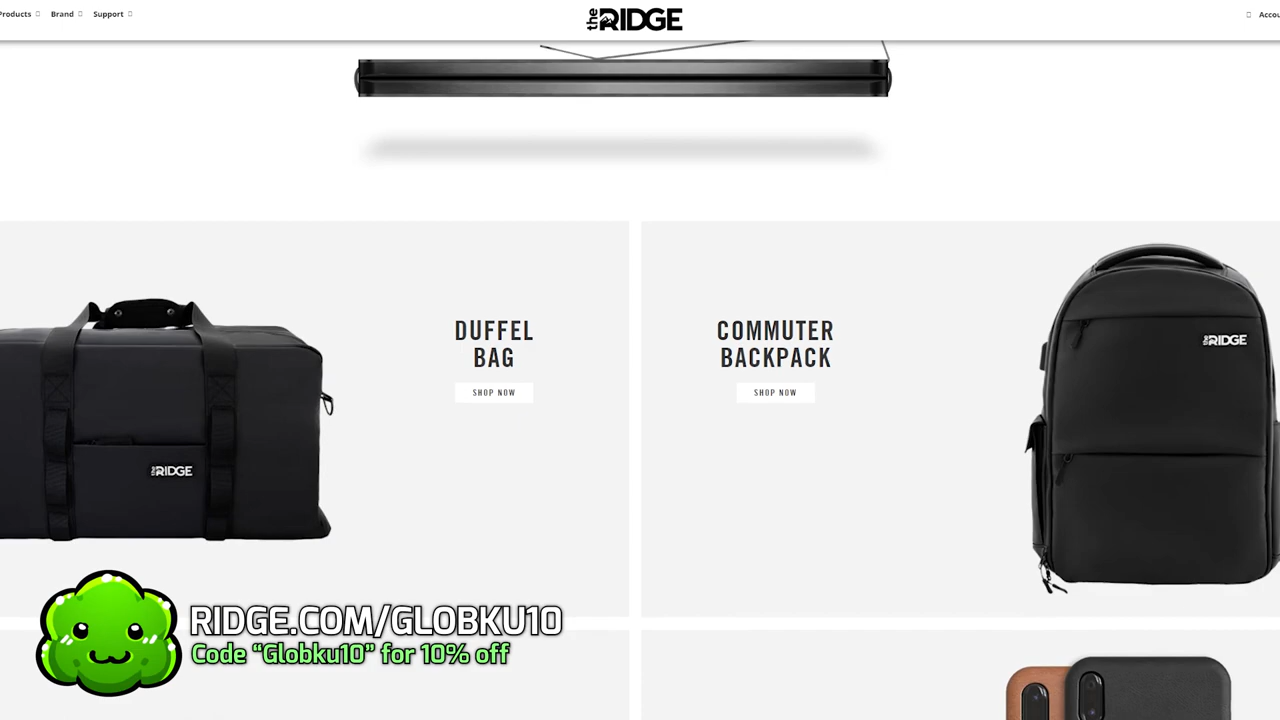 Products
Brand
Support
the RIDGE
Accou
DUFFEL
BAG
SHOP NOW
COMMUTER
BACKPACK
SHOP NOW
the RIDGE
the RIDGE
RIDGE.COM/GLOBKU10
Code “Globku10” for 10% off